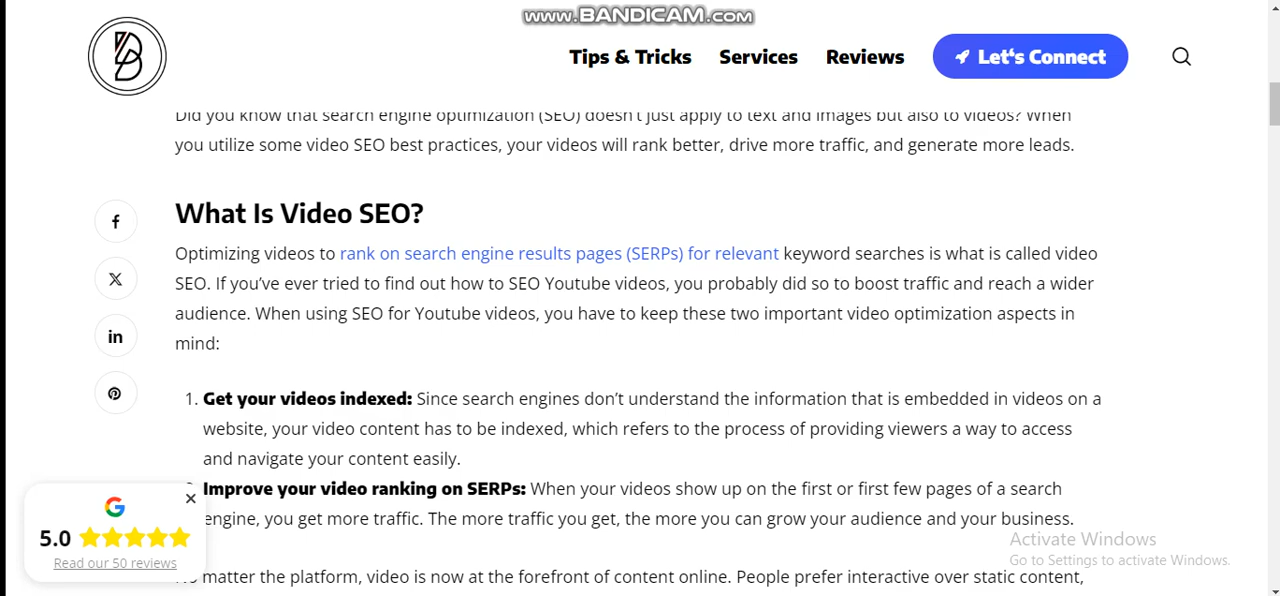 www.BANDICAM.com
Tips & Tricks
Services
Reviews
Let's Connect
Did you know that search engine optimization (SEO) doesn't just apply to text and images but also to videos? When
you utilize some video SEO best practices, your videos will rank better, drive more traffic, and generate more leads.
What Is Video SEO?
Optimizing videos to rank on search engine results pages (SERPs) for relevant keyword searches is what is called video
SEO. If you've ever tried to find out how to SEO Youtube videos, you probably did so to boost traffic and reach a wider
audience. When using SEO for Youtube videos, you have to keep these two important video optimization aspects in
mind:
1. Get your videos indexed: Since search engines don't understand the information that is embedded in videos on a
website, your video content has to be indexed, which refers to the process of providing viewers a way to access
and navigate your content easily.
Improve your video ranking on SERPs: When your videos show up on the first or first few pages of a search
engine, you get more traffic. The more traffic you get, the more you can grow your audience and your business.
matter the platform, video is now at the forefront of content online. People prefer interactive over static content,
5.0
Read our 50 reviews
Activate Windows
Go to Settings to activate Windows.